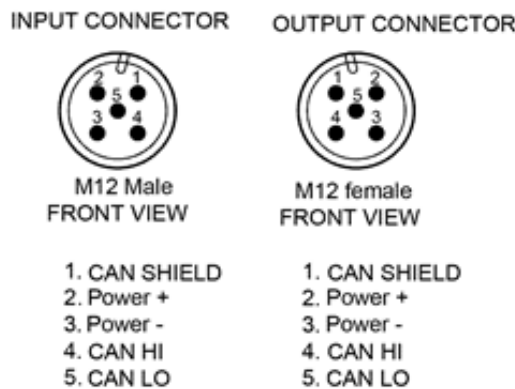 INPUT CONNECTOR
2 1
5
3 4
M12 Male
FRONT VIEW
1. CAN SHIELD
2. Power +
3. Power -
4. CAN HI
5. CAN LO
OUTPUT CONNECTOR
1 2
5
4 3
M12 female
FRONT VIEW
1. CAN SHIELD
2. Power +
3. Power -
4. CAN HI
5. CAN LO